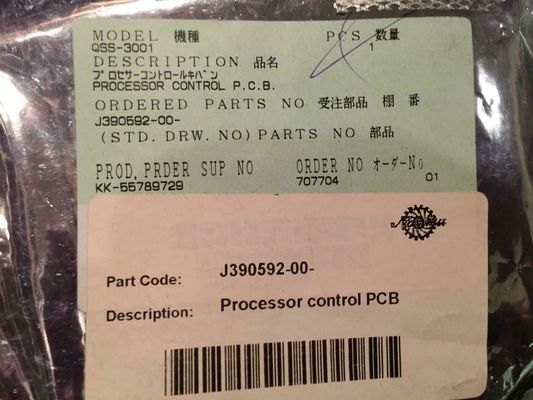 MODEL 機種 PCS 数量
QSS-3001 1
DESCRIPTION 品名
プロセサーコントロールキバン
PROCESSOR CONTROL P.C.B.
ORDERED PARTS NO 受注部品 棚 番
J390592-00-
(STD. DRW. NO) PARTS NO 部品
PROD, PRDER SUP NO ORDER NO オーダーNo
KK-55789729 707704 01
Part Code: J390592-00-
Description: Processor control PCB